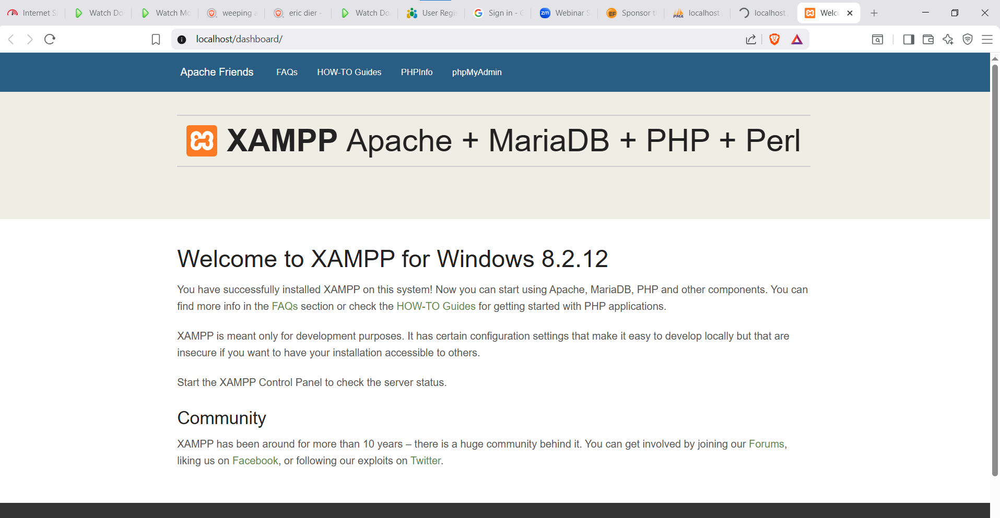 Internet S
Watch Do
Watch Mo
weeping a
eric dier -
Watch Do
User Regis
Sign in - G
zm
Webinar S
EF
Sponsor t
PMA
localhost
localhost
Welc
localhost/dashboard/
Apache Friends
FAQs
HOW-TO Guides
PHPInfo
phpMyAdmin
XAMPP Apache + MariaDB + PHP + Perl
Welcome to XAMPP for Windows 8.2.12
You have successfully installed XAMPP on this system! Now you can start using Apache, MariaDB, PHP and other components. You can
find more info in the FAQs section or check the HOW-TO Guides for getting started with PHP applications.
XAMPP is meant only for development purposes. It has certain configuration settings that make it easy to develop locally but that are
insecure if you want to have your installation accessible to others.
Start the XAMPP Control Panel to check the server status.
Community
XAMPP has been around for more than 10 years – there is a huge community behind it. You can get involved by joining our Forums,
liking us on Facebook, or following our exploits on Twitter.